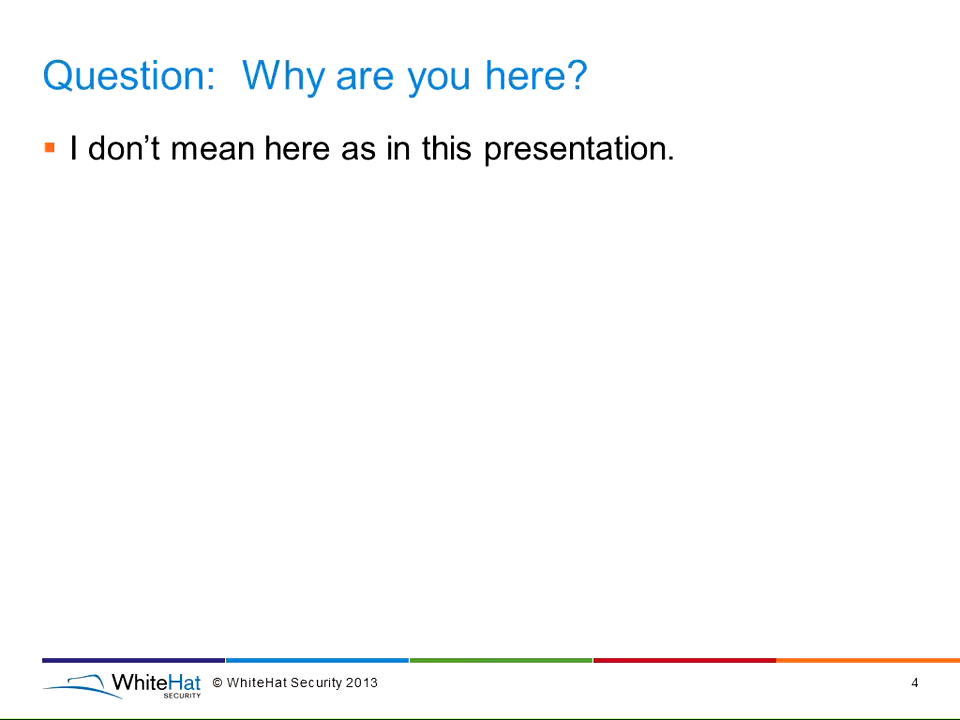 Question:  Why are you here?
▪ I don’t mean here as in this presentation.
WhiteHat
SECURITY
© WhiteHat Security 2013
4